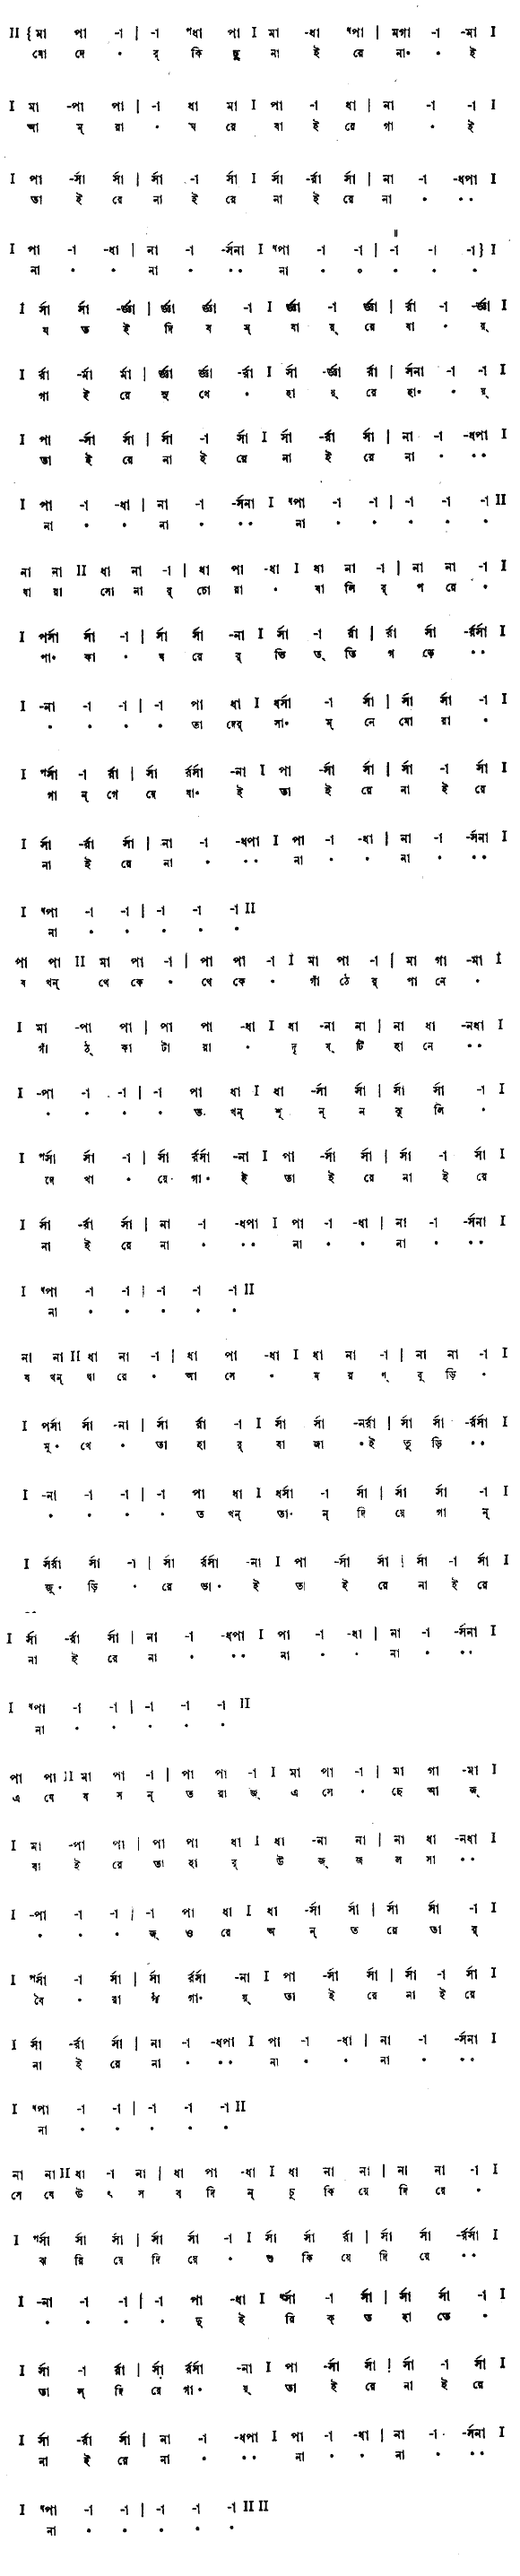 II {মা পা -া | -া ^পধা পা I মা -ধা ^ধপা | মগা -া -মা I
মো দে • র্ কি ছু না ই রে না• • ই
I মা -পা পা | -া ধা মা I পা -া ধা | না -া -া I
আ ম্ রা • ঘ রে বা ই রে গা • ই
I পা -র্সা র্সা | র্সা -া র্সা I র্সা -র্রা র্সা | না -া -ধপা I
তা ই রে না ই রে না ই রে না • ••
I পা -া -ধা | না -া -র্সনা I ^ধপা -া -া | -া -া -া} I
না • • না • •• না • • • • •
I র্সা র্সা -র্জ্ঞা | র্জ্ঞা র্জ্ঞা -া I র্জ্ঞা -া র্জ্ঞা | র্রা -া -র্জ্ঞা I
য ত ই দি ব স্ যা য়্ রে যা • য়্
I র্রা -র্মা র্মা | র্জ্ঞা র্জ্ঞা -র্রা I র্সা -র্জ্ঞা র্রা | র্সনা -া -া I
গা ই রে সু খে • হা য়্ রে হা• • য়্
I পা -র্সা র্সা | র্সা -া র্সা I র্সা -র্রা র্সা | না -া -ধপা I
তা ই রে না ই রে না ই রে না • ••
I পা -া -ধা | না -া -র্সনা I ^ধপা -া -া | -া -া -া II
না • • না • •• না • • • • •
না না II ধা না -া | ধা পা -ধা I ধা না -া | না না -া I
যা রা সো না র্ চো রা • বা লি র্ প রে •
I পর্সা র্সা -া | র্সা র্সা -না I র্সা -া র্রা | র্রা র্সা -র্রর্সা I
পা• কা • ঘ রে র্ ভি ত্ তি গ ড়ে ••
I -না -া -া | -া পা ধা I ধর্সা -া র্সা | র্সা র্সা -া I
• • • • তা দের্ সা• ম্ নে মো রা •
I ^পর্সা -া র্রা | র্সা র্রর্সা -না I পা -র্সা র্সা | র্সা -া র্সা I
গা ন্ গে য়ে যা• ই তা ই রে না ই রে
I র্সা -র্রা র্সা | না -া -ধপা I পা -া -ধা | না -া -র্সনা I
না ই রে না • •• না • • না • ••
I ^ধপা -া -া | -া -া -া II
না • • • • •
পা পা II মা পা -া | পা পা -া I মা পা -া | মা গা -মা I
য খন্ থে কে • থে কে • গাঁ ঠে র্ পা নে •
I মা -পা পা | পা পা -ধা I ধা -না না | না ধা -নধা I
গাঁ ঠ্ কা টা রা • দৃ ষ্ টি হা নে ••
I -পা -া -া | -া পা ধা I ধা -র্সা র্সা | র্সা র্সা -া I
• • • • ত খন্ শূ ন্ ন ঝু লি •
I ^পর্সা র্সা -া | র্সা র্রর্সা -না I পা -র্সা র্সা | র্সা -া র্সা I
দে খা • য়ে গা• ই তা ই রে না ই রে
I র্সা -র্রা র্সা | না -া -ধপা I পা -া -ধা | না -া -র্সনা I
না ই রে না • •• না • • না • ••
I ^ধপা -া -া | -া -া -া II
না • • • • •
না না II ধা না -া | ধা পা -ধা I ধা না -া | না না -া I
য খন্ দ্বা রে • আ সে • ম র ণ্ বু ড়ি •
I পর্সা র্সা -না | র্সা র্রা -া I র্সা র্সা -নর্রা | র্সা র্সা -র্রর্সা I
মু• খে • তা হা র্ বা জা •ই তু ড়ি ••
I -না -া -া | -া পা ধা I ধর্সা -া র্সা | র্সা র্সা -া I
• • • • ত খন্ তা• ন্ দি য়ে গা ন্
I র্সর্রা র্সা -া | র্সা র্রর্সা -না I পা -র্সা র্সা | র্সা -া র্সা I
জু• ড়ি • রে ভা• ই তা ই রে না ই রে
I র্সা -র্রা র্সা | না -া -ধপা I পা -া -ধা | না -া -র্সনা I
না ই রে না • •• না • • না • ••
I ^ধপা -া -া | -া -া -া II
না • • • • •
পা পা II মা পা -া | পা পা -া I মা পা -া | মা গা -মা I
এ যে ব স ন্ ত রা জ্ এ সে • ছে আ জ্
I মা -পা পা | পা পা ধা I ধা -না না | না ধা -নধা I
বা ই রে তা হা র্ উ জ্ জ ল সা ••
I -পা -া -া | -া পা ধা I ধা -র্সা র্সা | র্সা র্সা -া I
• • • জ্ ও রে অ ন্ ত রে তা র্
I ^পর্সা -া র্সা | র্সা র্রর্সা -না I পা -র্সা র্সা | র্সা -া র্সা I
বৈ • রা গী গা• য়্ তা ই রে না ই রে
I র্সা -র্রা র্সা | না -া -ধপা I পা -া -ধা | না -া -র্সনা I
না ই রে না • •• না • • না • ••
I ^ধপা -া -া | -া -া -া II
না • • • • •
না না II ধা -া না | ধা পা -ধা I ধা না না | না না -া I
সে যে উ ৎ স ব দি ন্ চু কি য়ে দি য়ে •
I ^পর্সা র্সা র্সা | র্সা র্সা -া I র্সা র্সা র্রা | র্সা র্সা -র্রর্সা I
ঝ রি য়ে দি য়ে • শু কি য়ে দি য়ে ••
I -না -া -া | -া পা -ধা I র্সা -া র্সা | র্সা র্সা -া I
• • • • দু ই রি ক্ ত হা তে •
I র্সা -া র্রা | র্সা র্রর্সা -না I পা -র্সা র্সা | র্সা -া র্সা I
তা ল্ দি য়ে গা• য়্ তা ই রে না ই রে
I র্সা -র্রা র্সা | না -া -ধপা I পা -া -ধা | না -া -র্সনা I
না ই রে না • •• না • • না • ••
I ^ধপা -া -া | -া -া -া II II
না • • • • •